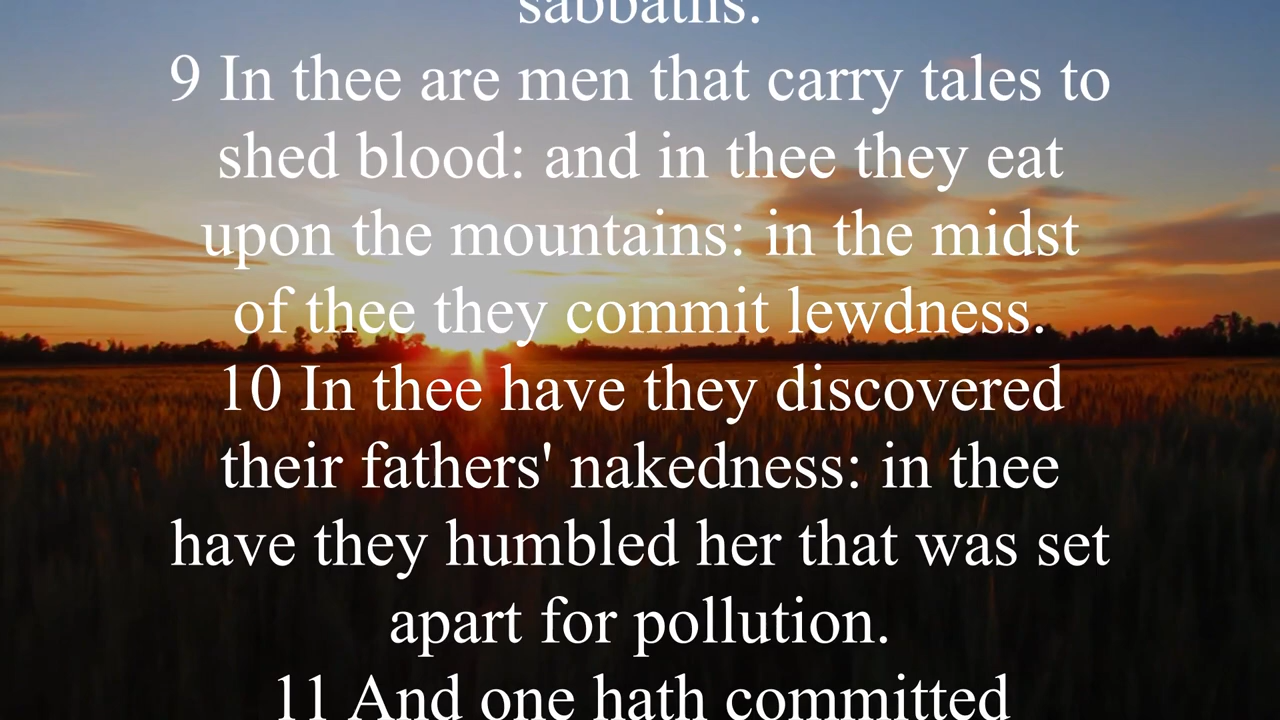 sabbaths.
9 In thee are men that carry tales to
shed blood: and in thee they eat
upon the mountains: in the midst
of thee they commit lewdness.
10 In thee have they discovered
their fathers' nakedness: in thee
have they humbled her that was set
apart for pollution.
11 And one hath committed